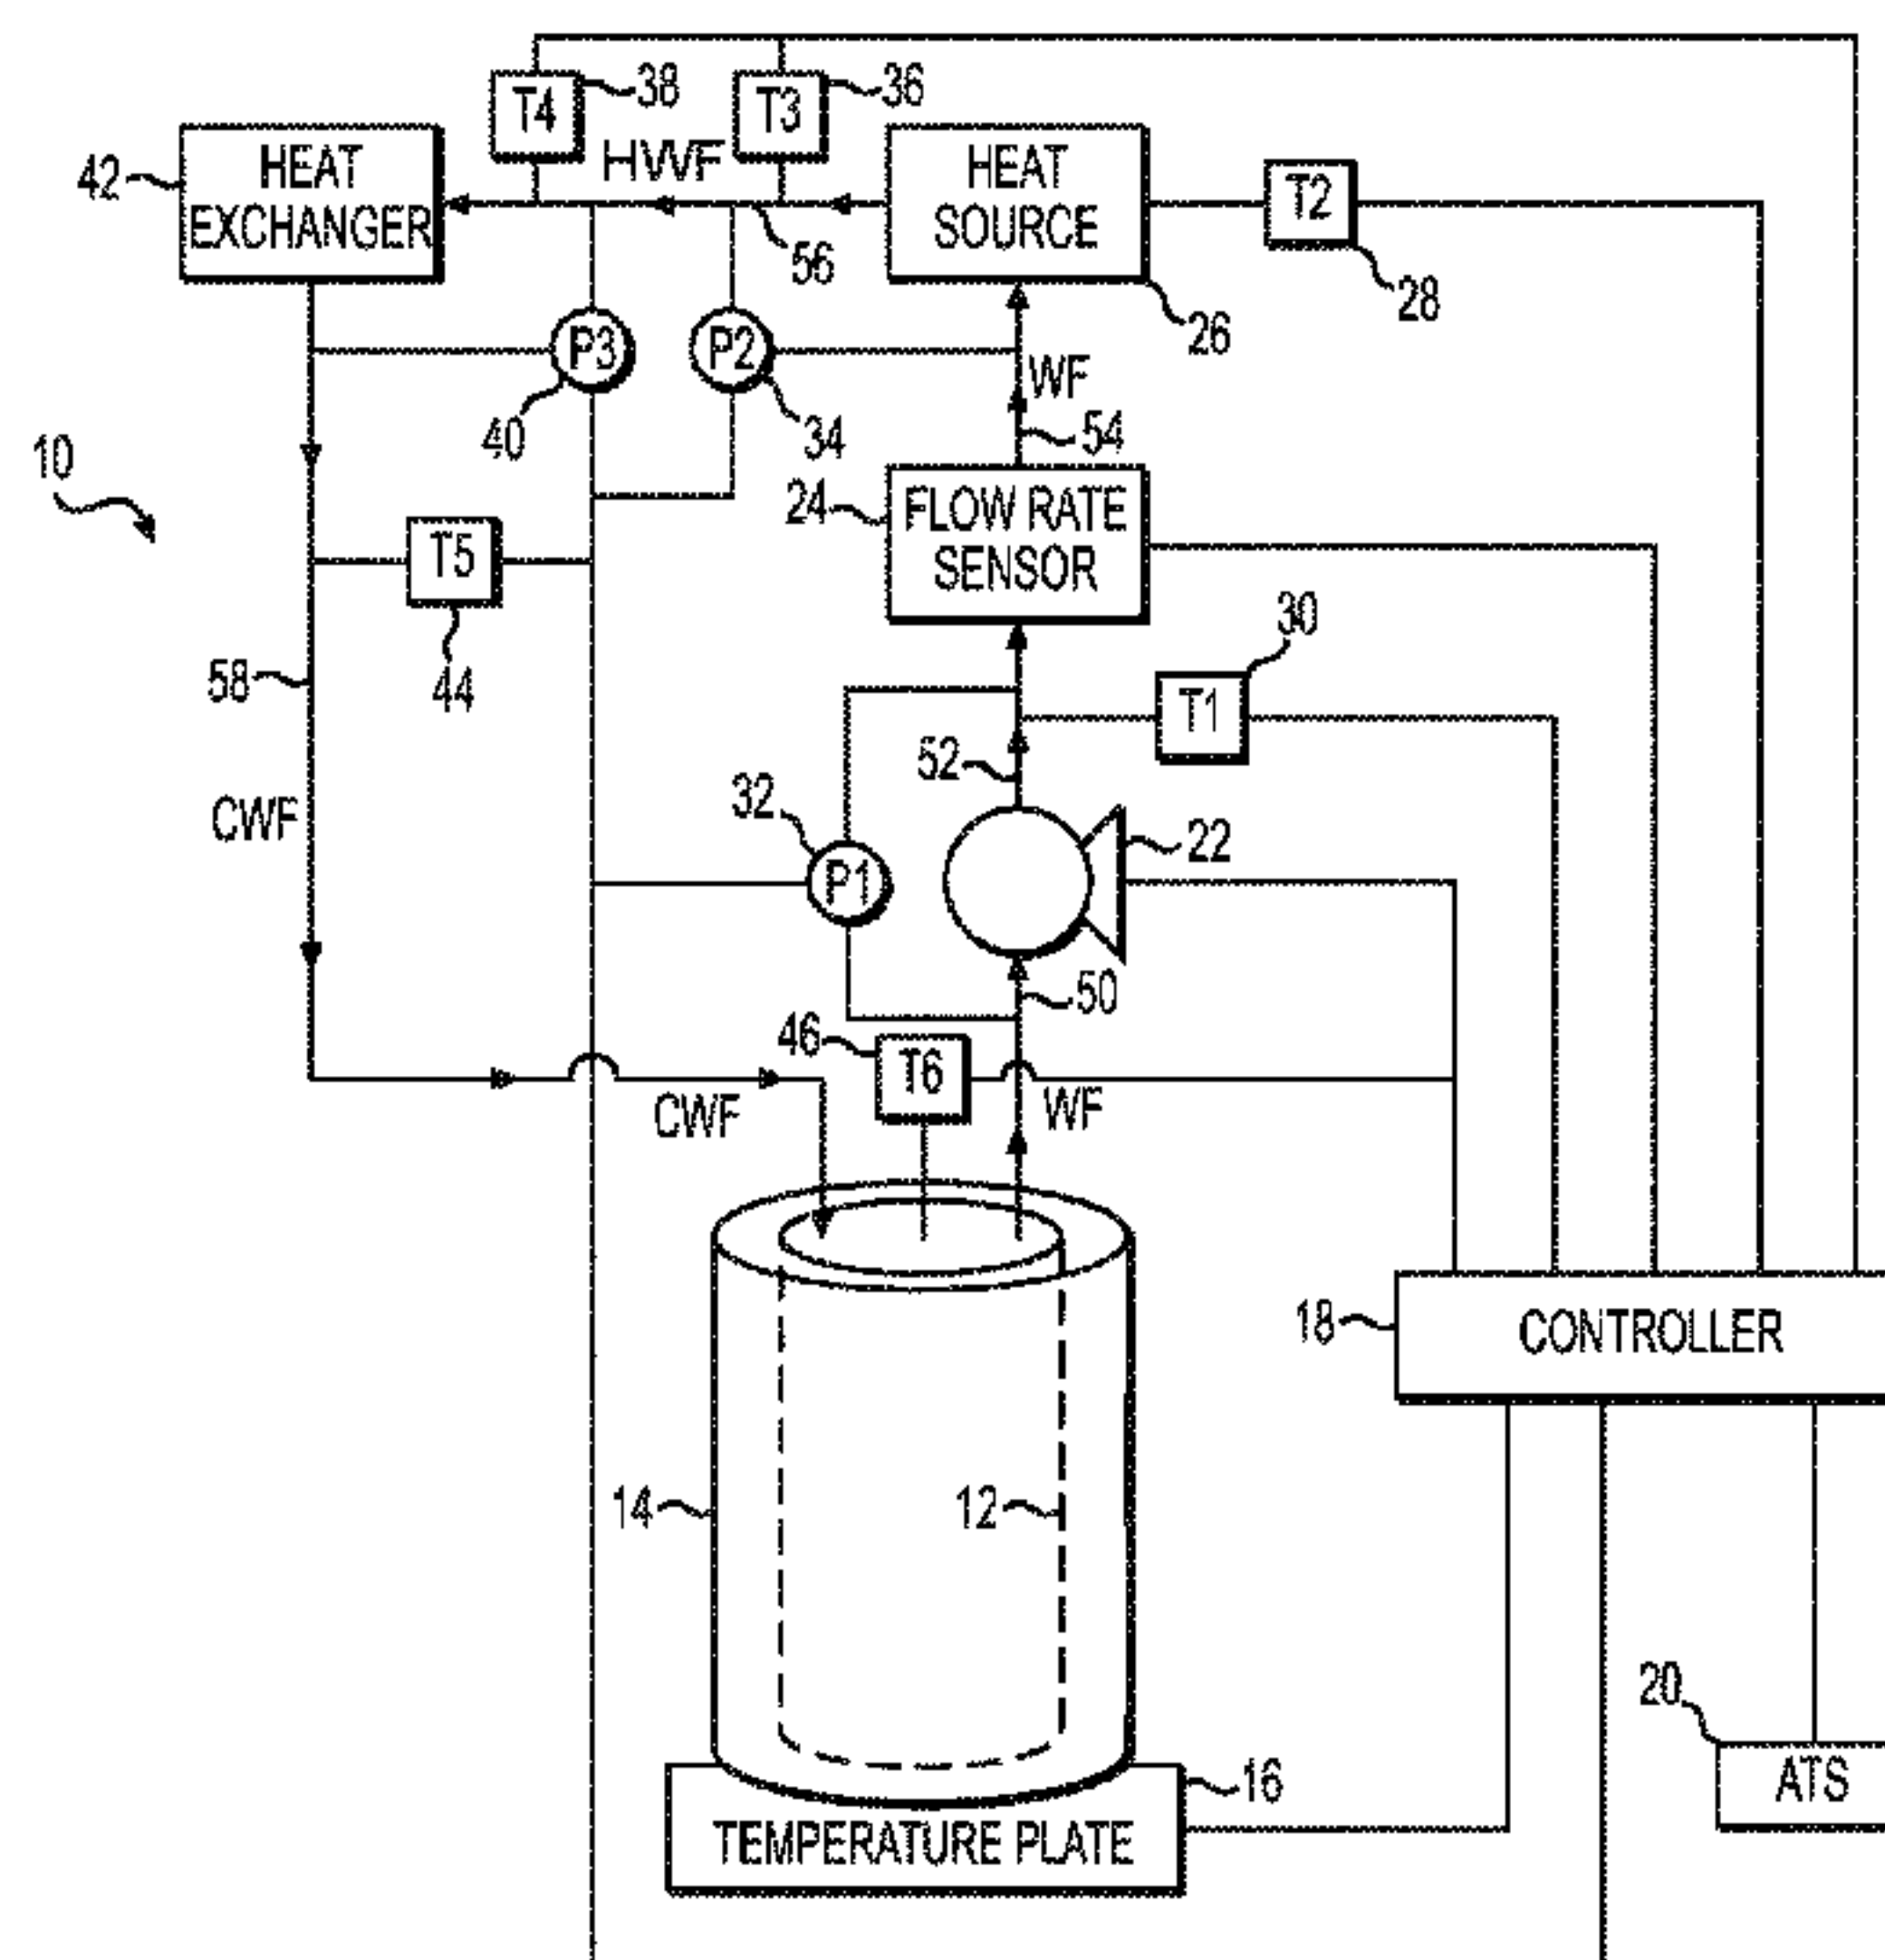 38
36
T4
T3
42
HEAT
EXCHANGER
HWF
HEAT
SOURCE
T2
56
28
26
P3
P2
WF
40
34
54
10
24
FLOW RATE
SENSOR
T5
30
44
58
T1
52
32
CWF
22
P1
50
46
T6
CWF
WF
18
CONTROLLER
14
12
20
16
ATS
TEMPERATURE PLATE